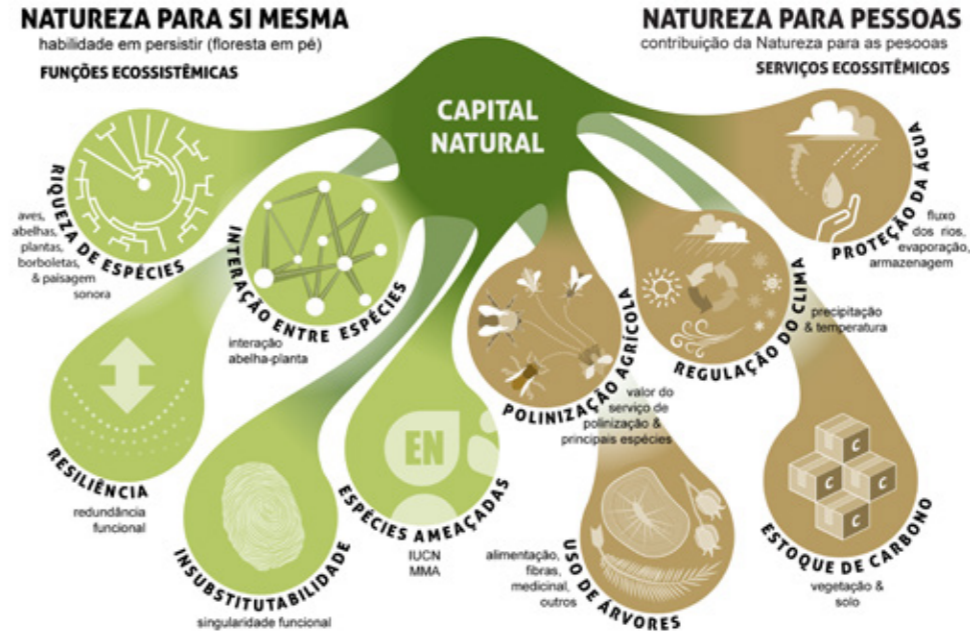 NATUREZA PARA SI MESMA
habilidade em persistir (floresta em pé)
FUNÇÕES ECOSSISTÊMICAS
NATUREZA PARA PESSOAS
contribuição da Natureza para as pesooas
SERVIÇOS ECOSSITÊMICOS
CAPITAL
NATURAL
RIQUEZA DE ESPÉCIES
aves,
abelhas,
plantas,
borboletas,
& paisagem
sonora
INTERAÇÃO ENTRE ESPÉCIES
interação
abelha-planta
RESILIÊNCIA
redundância
funcional
INSUBSTITUTABILIDADE
singularidade funcional
EN
ESPÉCIES AMEAÇADAS
IUCN
MMA
POLINIZAÇÃO AGRÍCOLA
valor do
serviço de
polinização &
principais espécies
REGULAÇÃO DO CLIMA
precipitação
& temperatura
PROTEÇÃO DA ÁGUA
fluxo
dos rios,
evaporação,
armazenagem
USO DE ÁRVORES
alimentação,
fibras,
medicinal,
outros
C
C
C
C
ESTOQUE DE CARBONO
vegetação &
solo